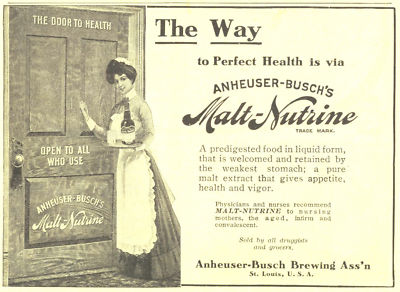 THE DOOR TO HEALTH
OPEN TO ALL
WHO USE
ANHEUSER-BUSCH'S
Malt-Nutrine
The Way
to Perfect Health is via
ANHEUSER-BUSCH'S
Malt-Nutrine
TRADE MARK.
A predigested food in liquid form,
that is welcomed and retained by
the weakest stomach; a pure
malt extract that gives appetite,
health and vigor.
Physicians and nurses recommend
MALT-NUTRINE to nursing
mothers, the aged, infirm and
convalescent.
Sold by all druggists
and grocers.
Anheuser-Busch Brewing Ass'n
St. Louis, U. S. A.